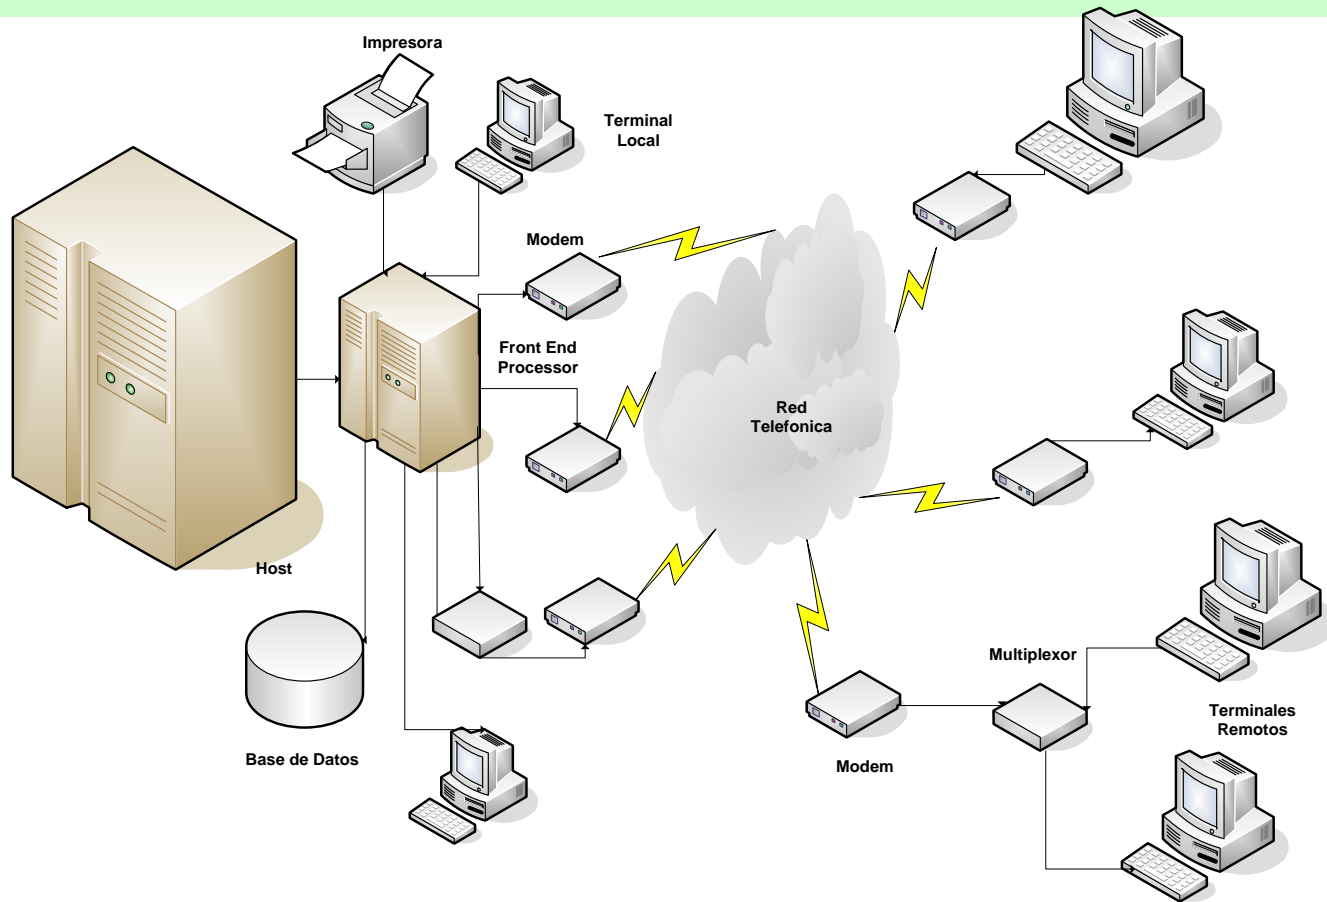 Impresora
Terminal
Local
Modem
Front End
Processor
Red
Telefonica
Host
Base de Datos
Multiplexor
Modem
Terminales
Remotos